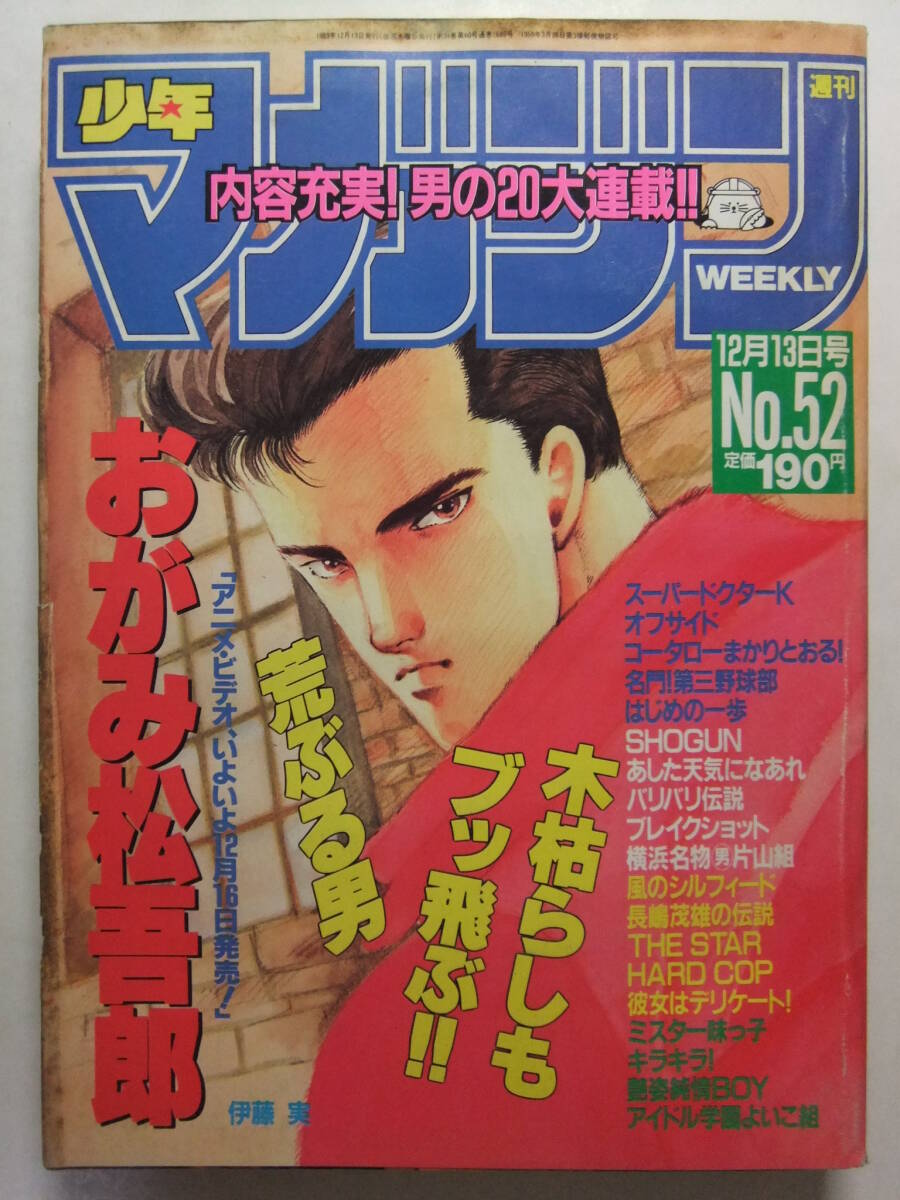 少年
マガジン
週刊
内容充実!男の20大連載!!
WEEKLY
12月13日号
No.52
定価190円
おがみ松吾郎
「アニメ・ビデオ、いよいよ12月16日発売!」
荒ぶる男
木枯らしも
ブッ飛ぶ!!
伊藤 実
スーパードクターK
オフサイド
コータローまかりとおる!
名門!第三野球部
はじめの一歩
SHOGUN
あした天気になあれ
バリバリ伝説
ブレイクショット
横浜名物㊚片山組
風のシルフィード
長嶋茂雄の伝説
THE STAR
HARD COP
彼女はデリケート!
ミスター味っ子
キラキラ!
艶姿純情BOY
アイドル学園よいこ組